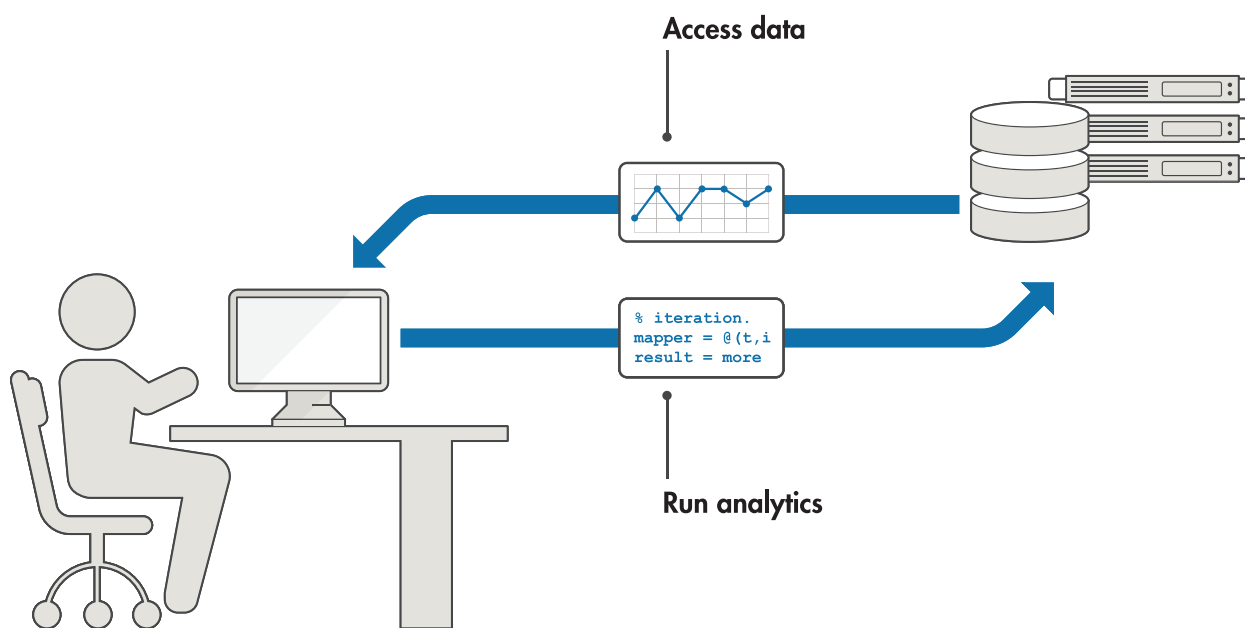 Access data
% iteration.
mapper = @(t,i
result = more
Run analytics